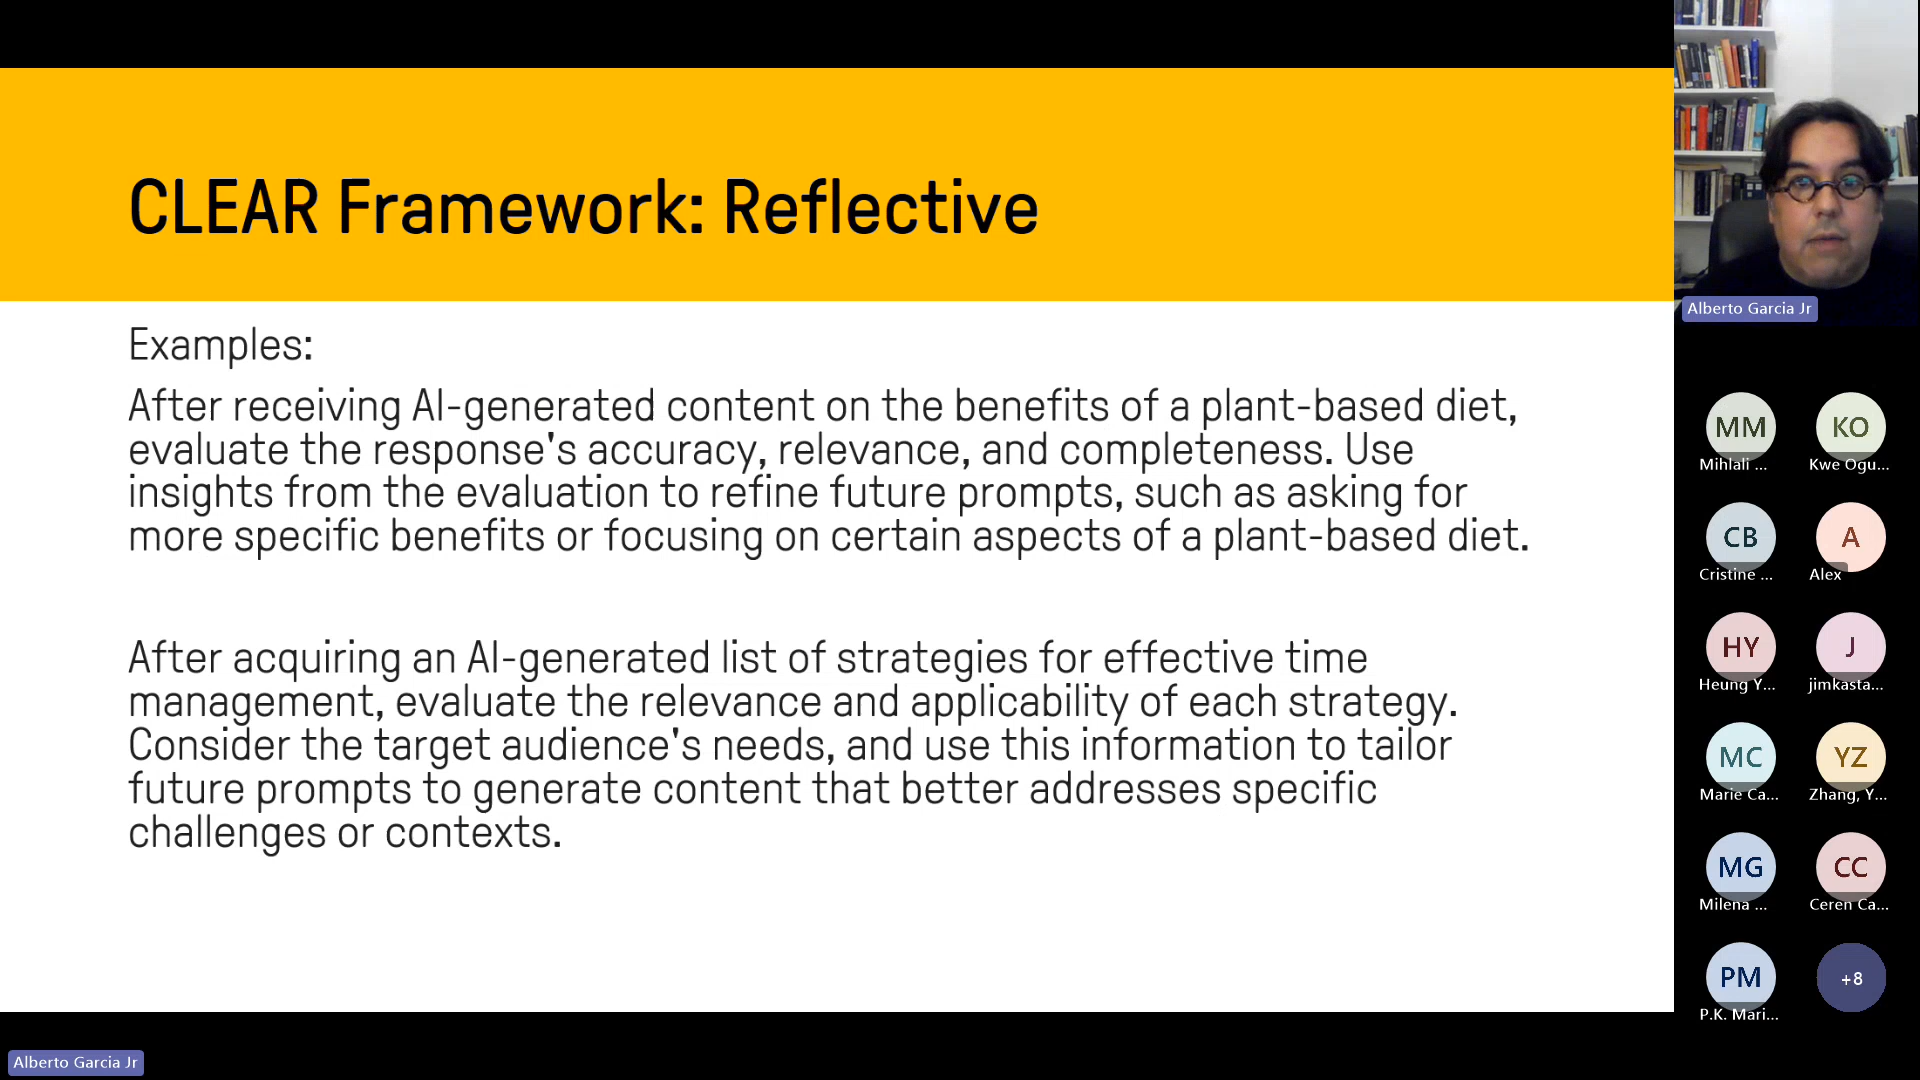 CLEAR Framework: Reflective
Examples:
After receiving AI-generated content on the benefits of a plant-based diet,
evaluate the response's accuracy, relevance, and completeness. Use
insights from the evaluation to refine future prompts, such as asking for
more specific benefits or focusing on certain aspects of a plant-based diet.
After acquiring an AI-generated list of strategies for effective time
management, evaluate the relevance and applicability of each strategy.
Consider the target audience's needs, and use this information to tailor
future prompts to generate content that better addresses specific
challenges or contexts.
Alberto Garcia Jr
Alberto Garcia Jr
MM
Mihlali ...
KO
Kwe Ogu...
CB
Cristine ...
A
Alex
HY
Heung Y...
J
jimkasta...
MC
Marie Ca...
YZ
Zhang, Y...
MG
Milena ...
CC
Ceren Ca...
PM
P.K. Mari...
+8